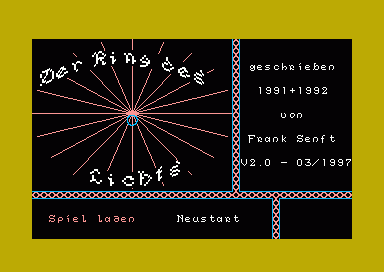 Der Ring des
Lichts
geschrieben
1991+1992
von
Frank Senft
V2.0 - 03/1997
Spiel laden
Neustart